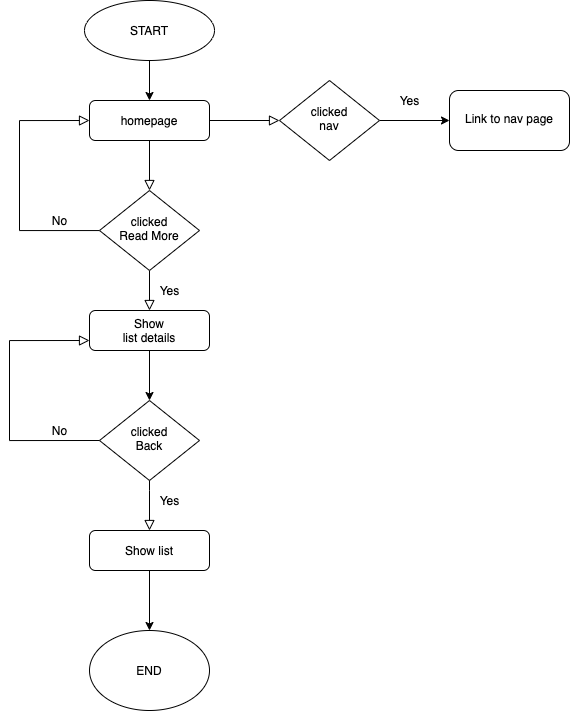 START
homepage
clicked
nav
Yes
Link to nav page
clicked
Read More
No
Yes
Show
list details
clicked
Back
No
Yes
Show list
END